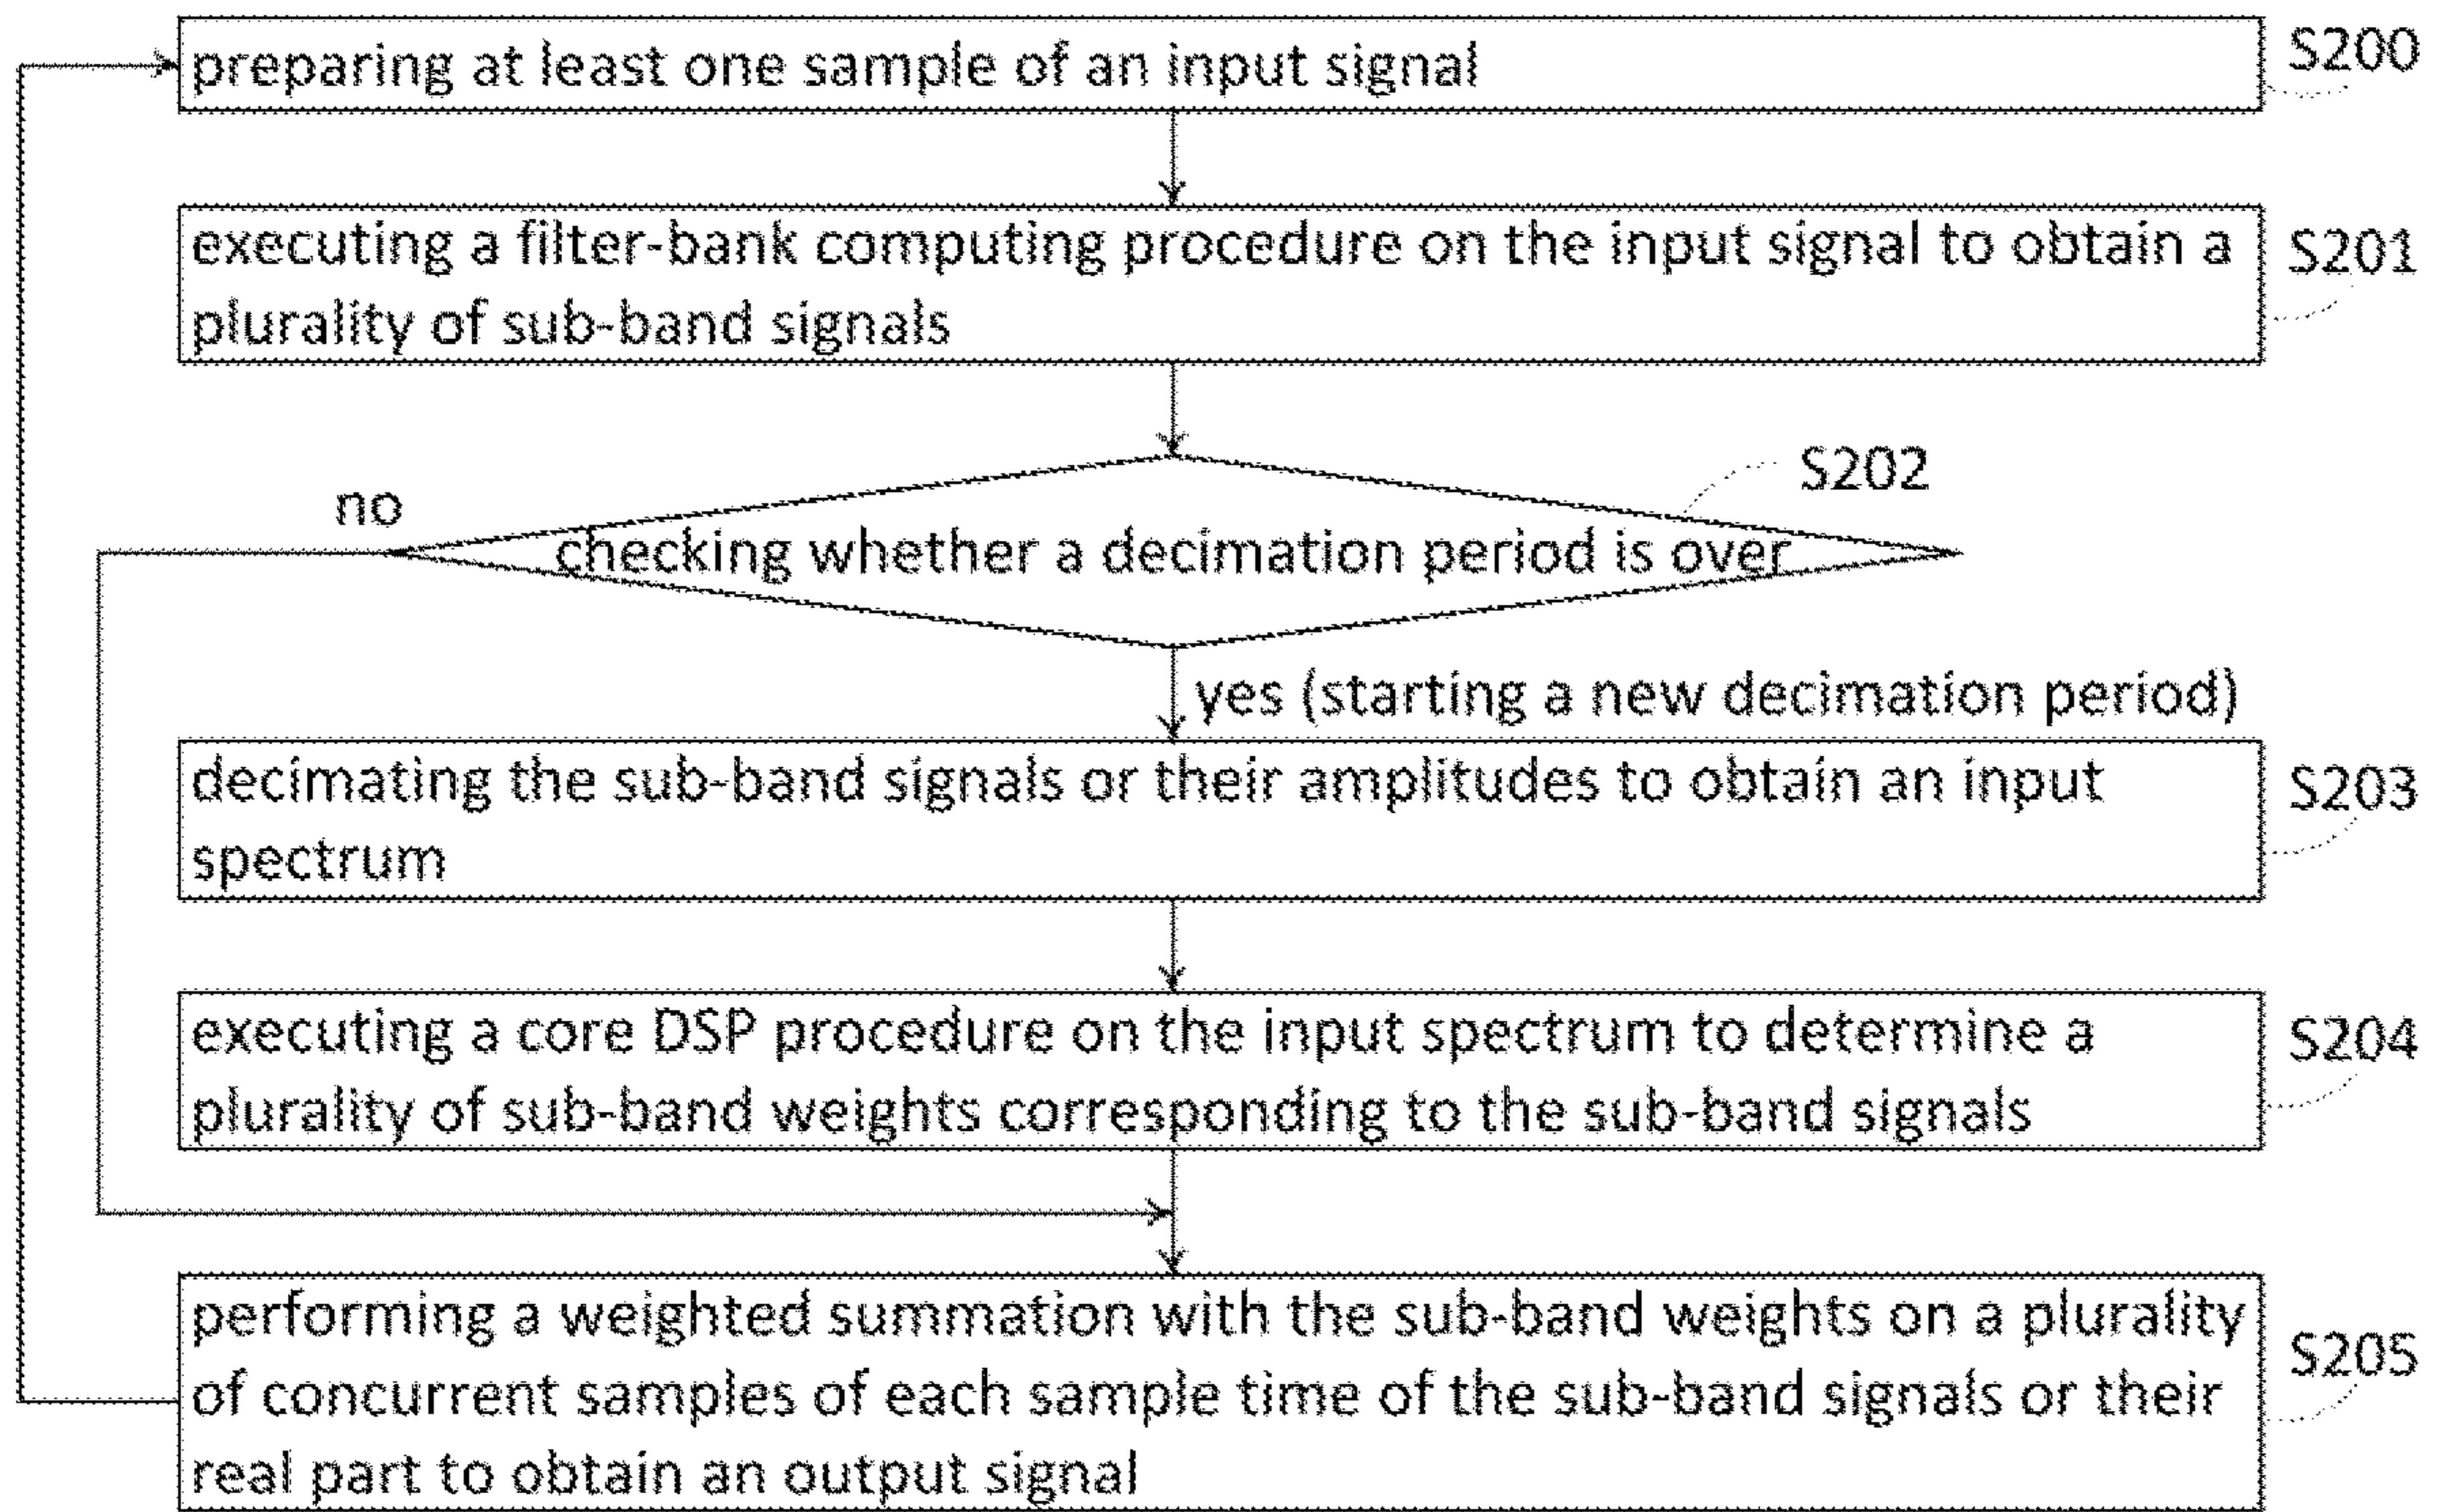 preparing at least one sample of an input signal
S200
executing a filter-bank computing procedure on the input signal to obtain a
plurality of sub-band signals
S201
S202
no
checking whether a decimation period is over
yes (starting a new decimation period)
decimating the sub-band signals or their amplitudes to obtain an input
spectrum
S203
executing a core DSP procedure on the input spectrum to determine a
plurality of sub-band weights corresponding to the sub-band signals
S204
performing a weighted summation with the sub-band weights on a plurality
of concurrent samples of each sample time of the sub-band signals or their
real part to obtain an output signal
S205